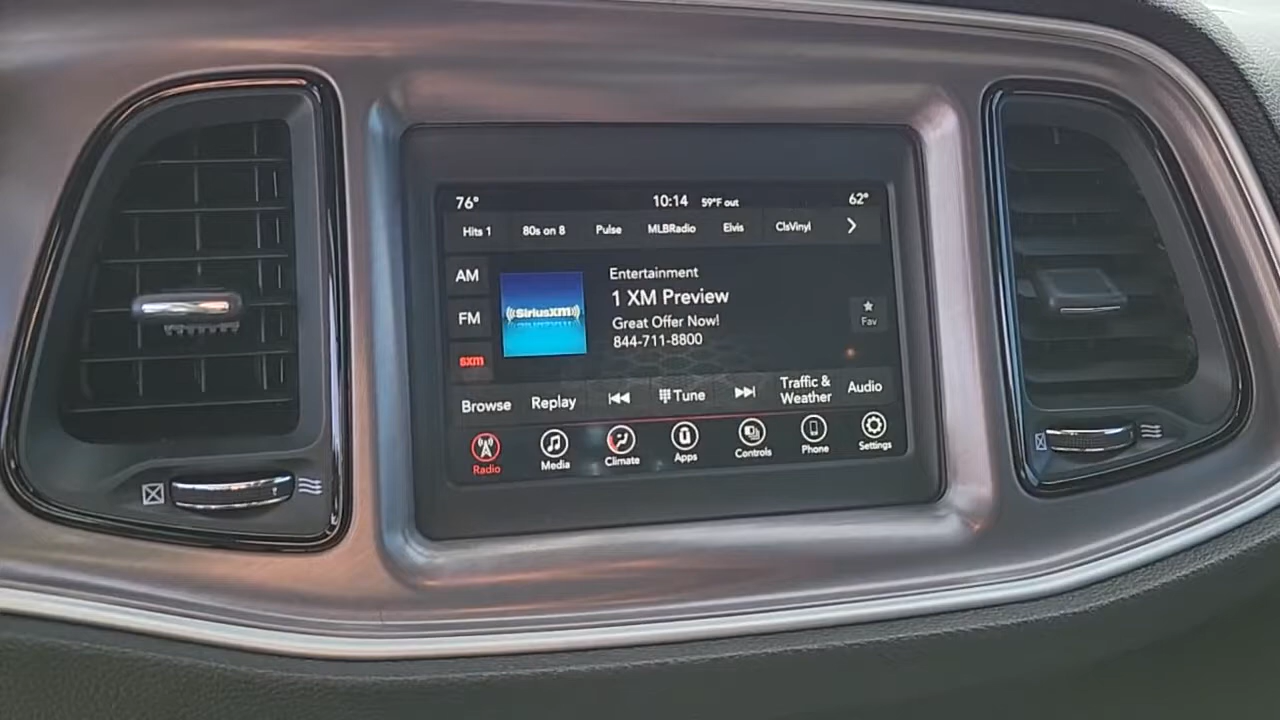 76° 10:14 59°F out 62°
Hits 1 80s on 8 Pulse MLBRadio Elvis ClsVinyl
AM
FM
sxm
((SiriusXM))
Entertainment
1 XM Preview
Great Offer Now!
844-711-8800
Fav
Browse Replay Tune Traffic & Weather Audio
Radio Media Climate Apps Controls Phone Settings